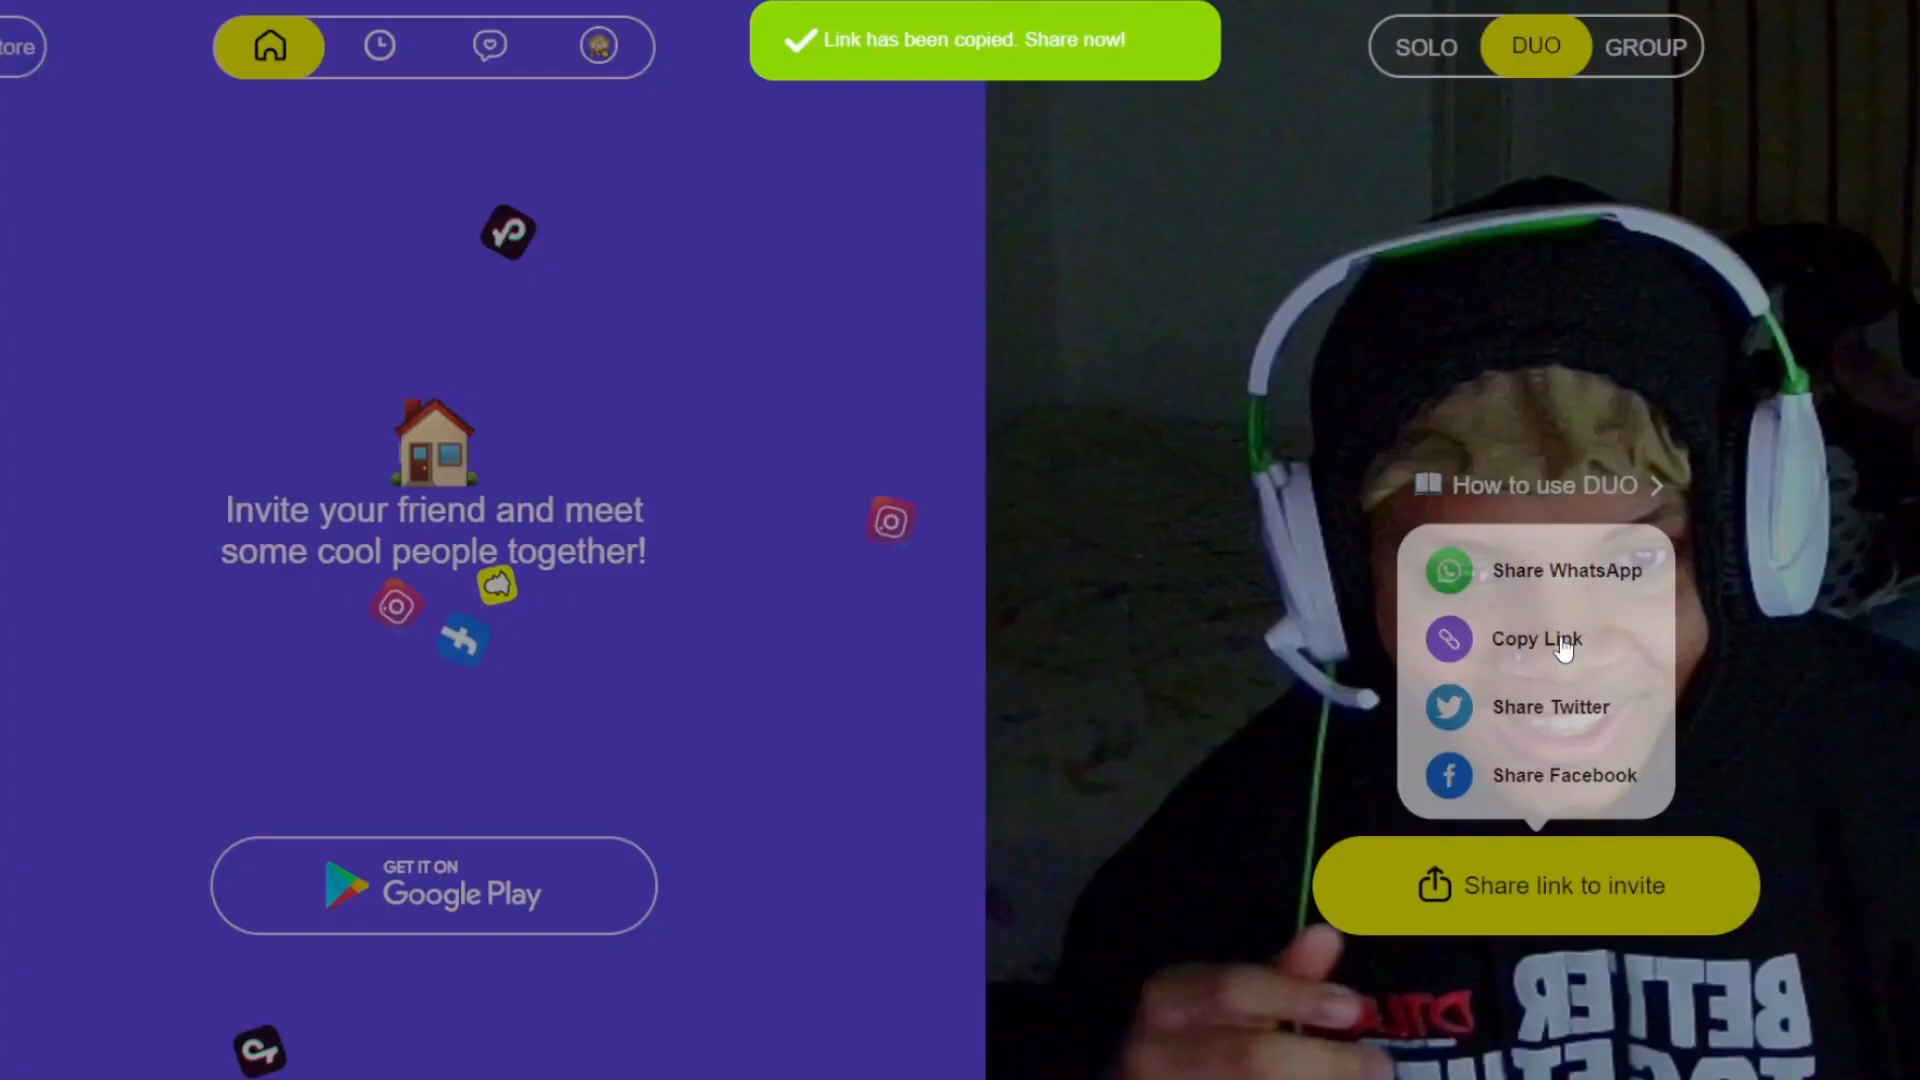 tore
Link has been copied. Share now!
SOLO
DUO
GROUP
Invite your friend and meet
some cool people together!
GET IT ON
Google Play
How to use DUO
Share WhatsApp
Copy Link
Share Twitter
Share Facebook
Share link to invite
BETTER